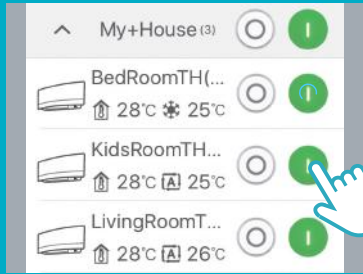 My+House (3)
BedRoomTH(...
28°C 25°C
KidsRoomTH...
28°C A 25°C
LivingRoomT...
28°C A 26°C